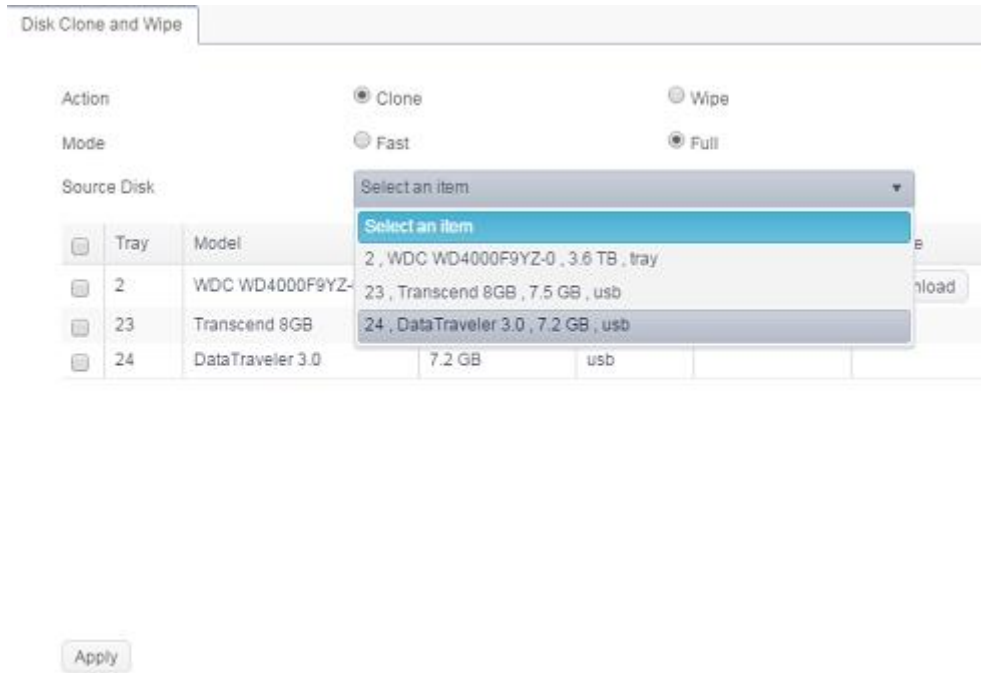 Disk Clone and Wipe
Action Clone Wipe
Mode Fast Full
Source Disk Select an item
Select an item
2 , WDC WD4000F9YZ-0 , 3.6 TB , tray
23 , Transcend 8GB , 7.5 GB , usb
24 , DataTraveler 3.0 , 7.2 GB , usb
Tray Model
2 WDC WD4000F9YZ-
23 Transcend 8GB
24 DataTraveler 3.0 7.2 GB usb
Apply